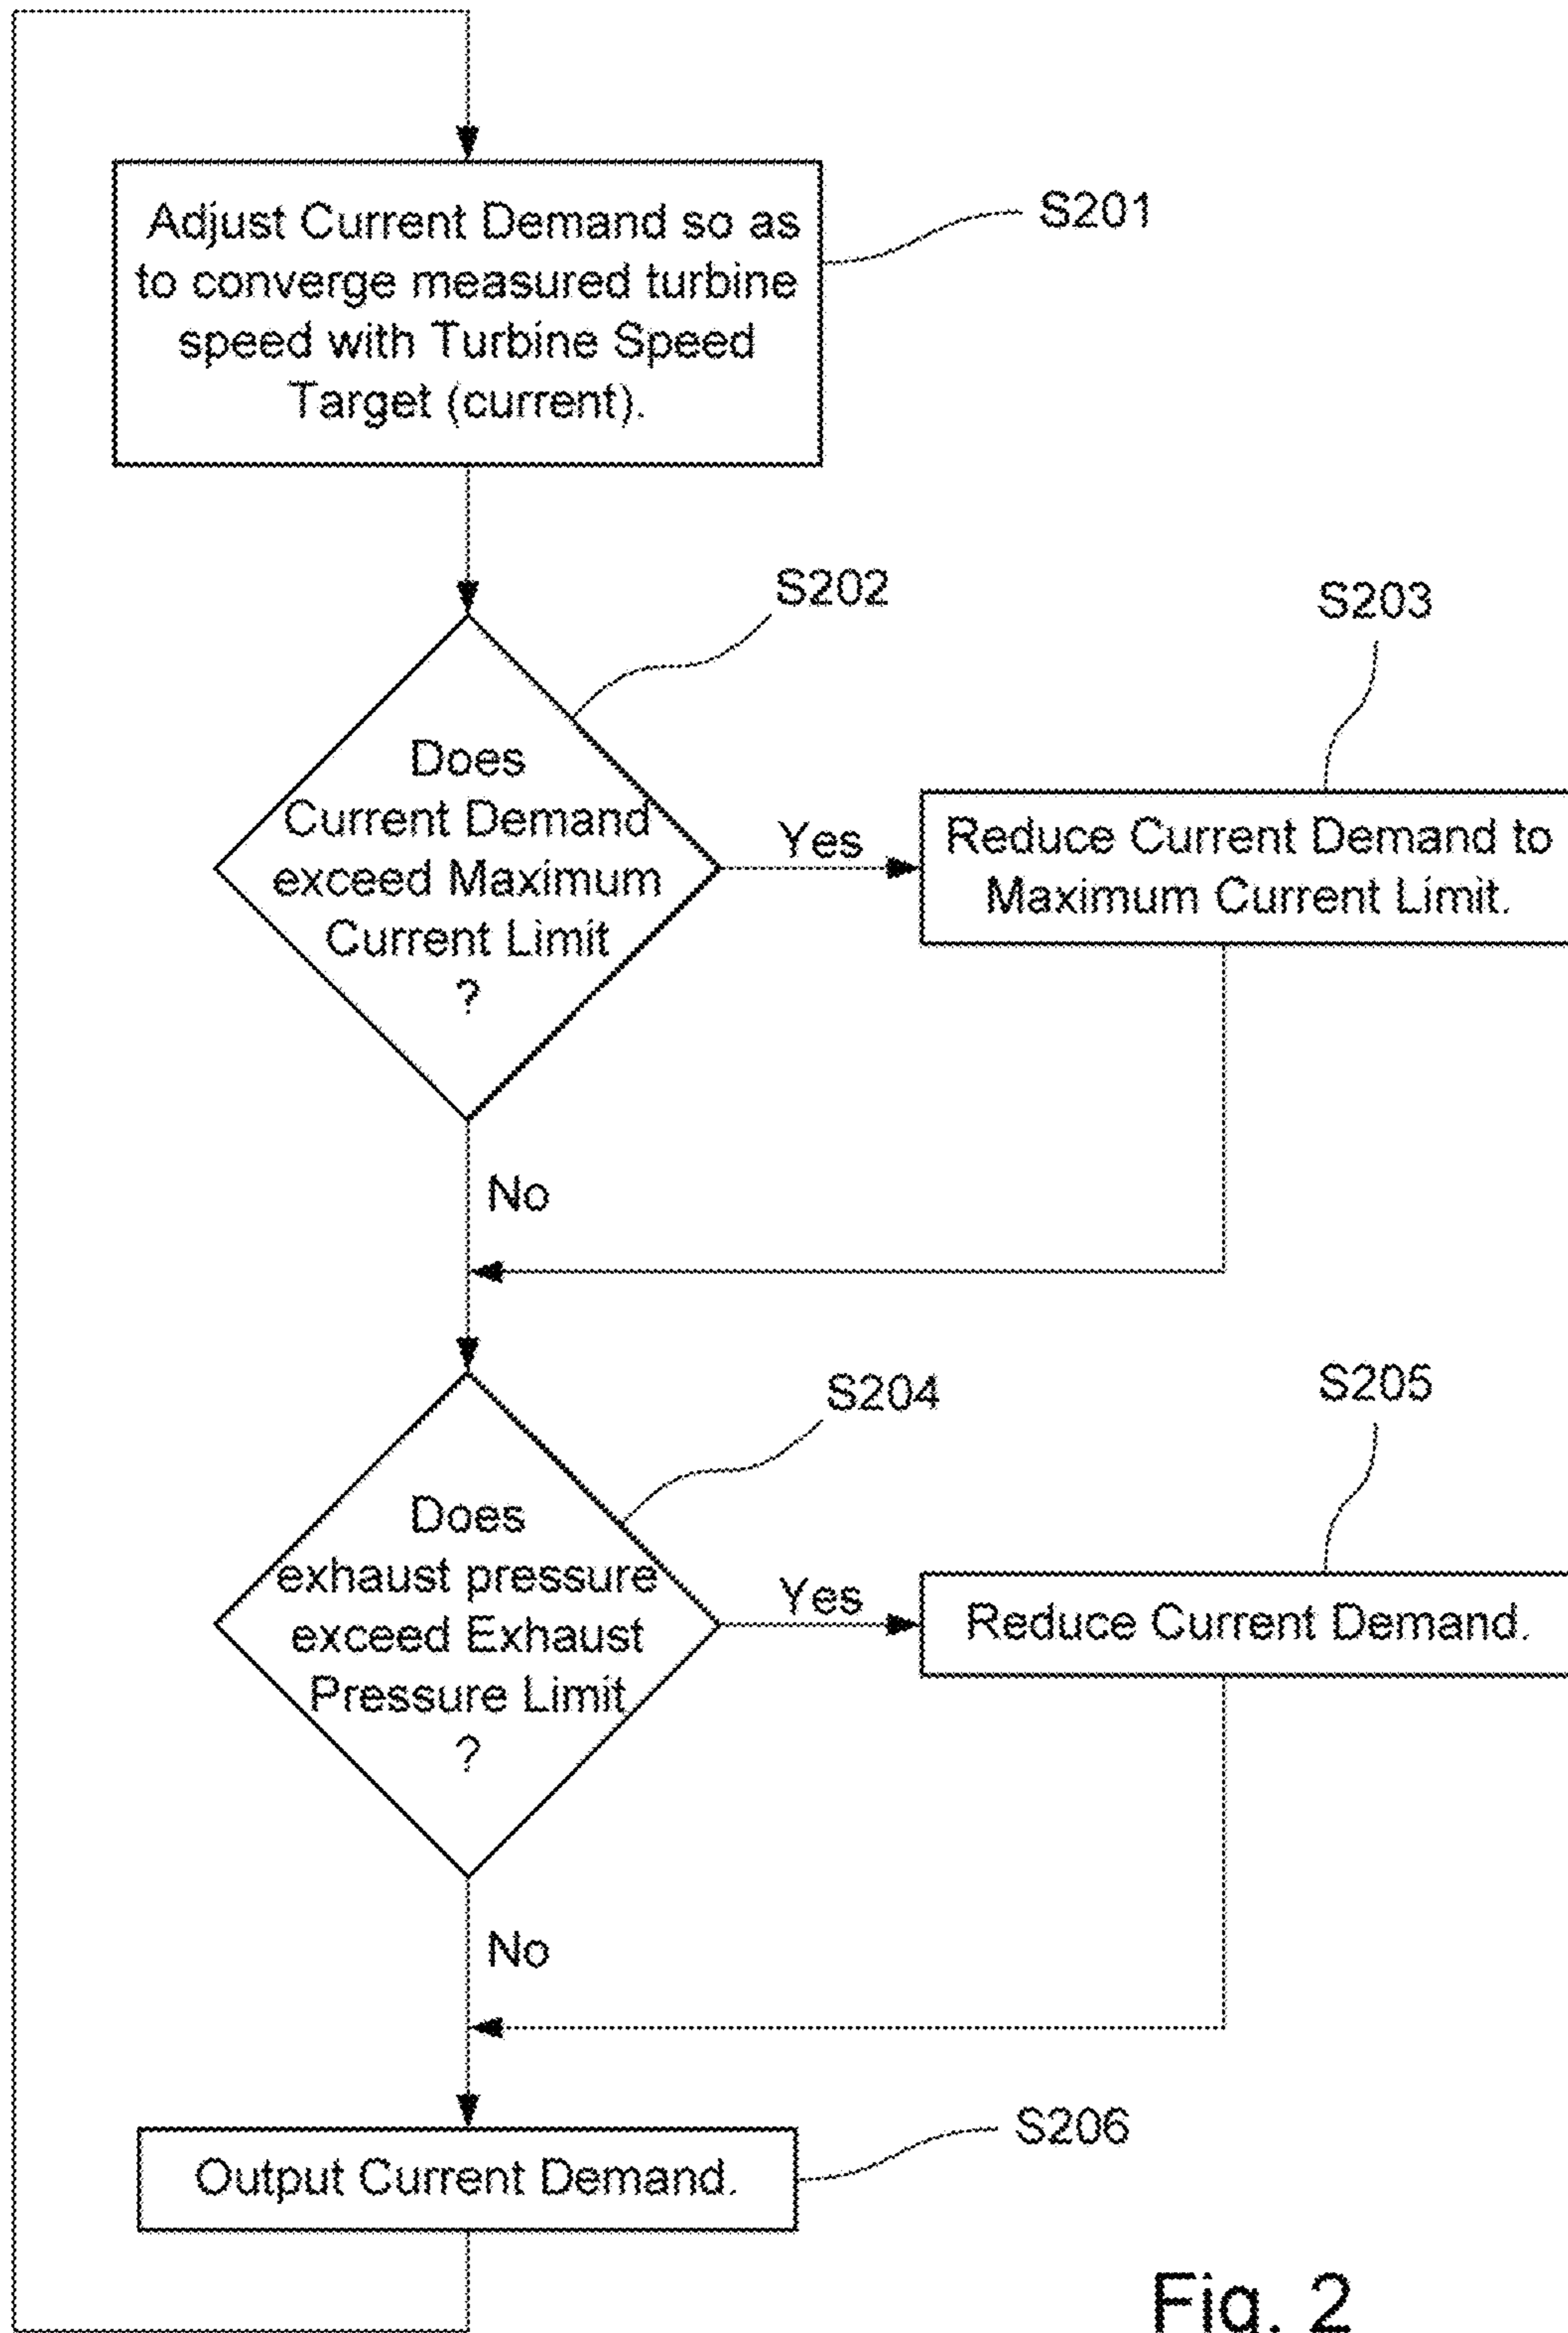 Adjust Current Demand so as
to converge measured turbine
speed with Turbine Speed
Target (current).
S201
S202
Does
Current Demand
exceed Maximum
Current Limit
?
Yes
S203
Reduce Current Demand to
Maximum Current Limit.
No
S204
Does
exhaust pressure
exceed Exhaust
Pressure Limit
?
Yes
S205
Reduce Current Demand.
No
S206
Output Current Demand.
Fig. 2